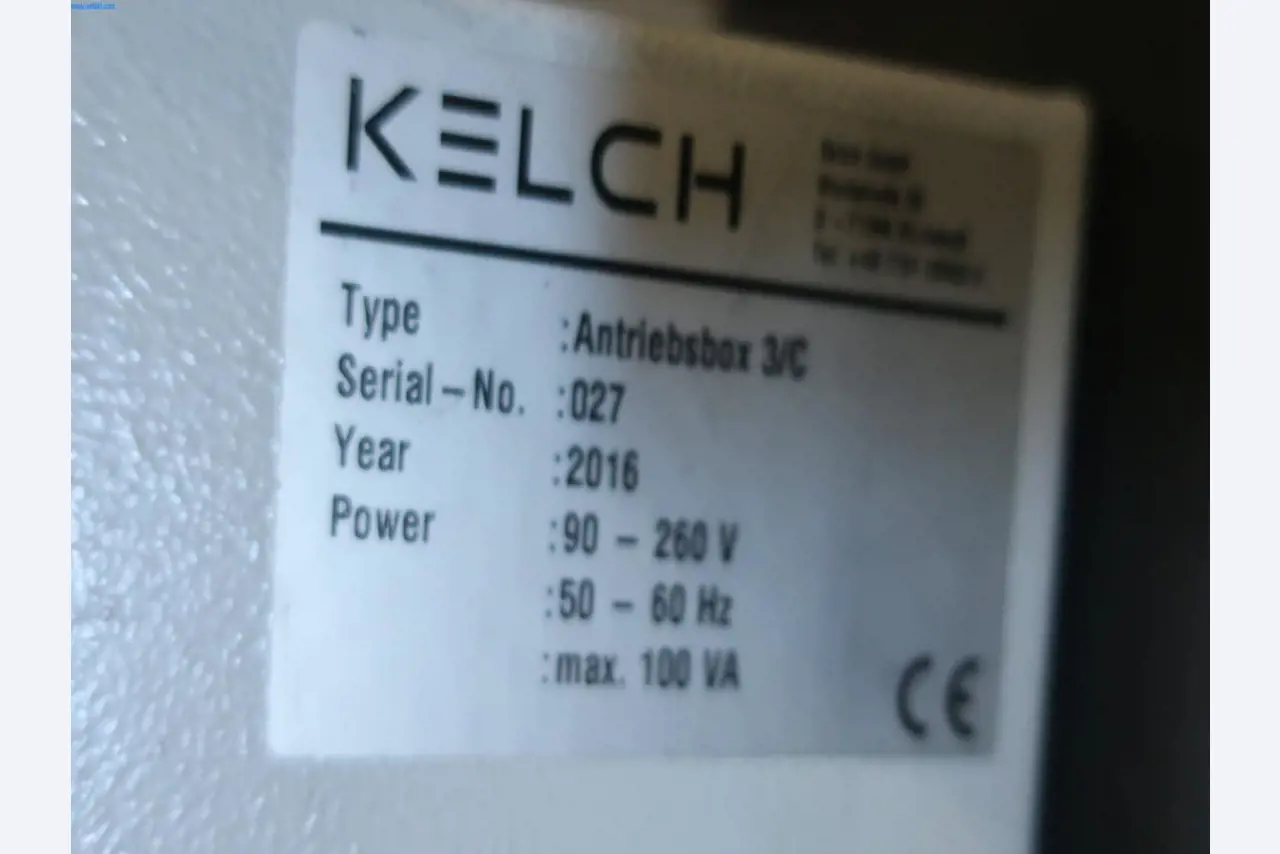 KELCH
Type :Antriebsbox 3/C
Serial – No. :027
Year :2016
Power :90 – 260 V
:50 – 60 Hz
:max. 100 VA
CE